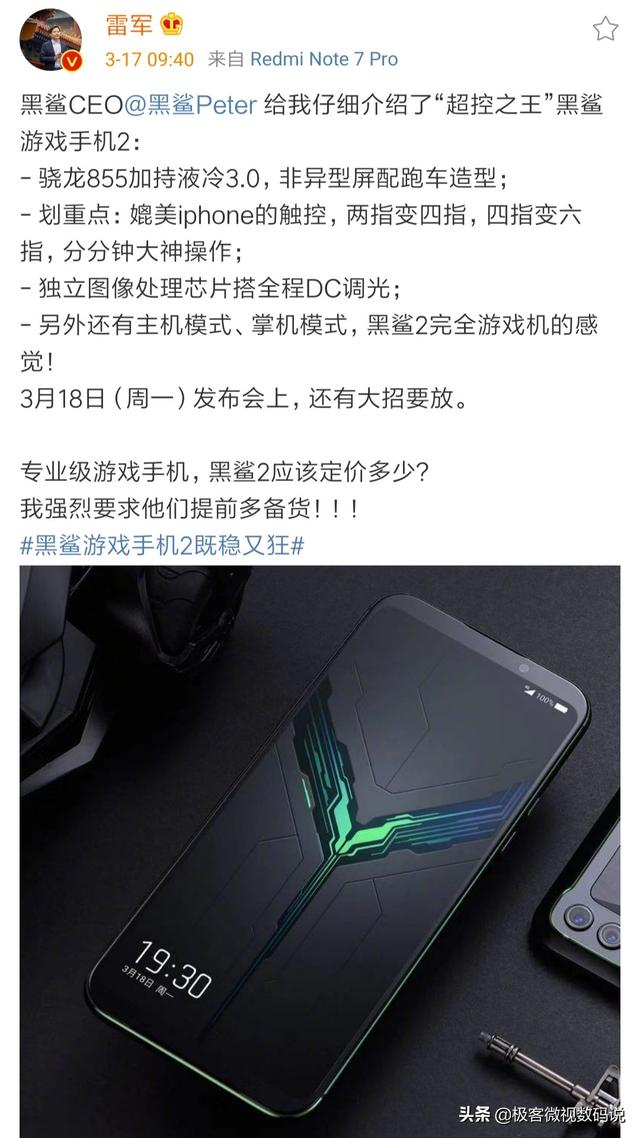 雷军
3-17 09:40 来自 Redmi Note 7 Pro
黑鲨CEO@黑鲨Peter 给我仔细介绍了“超控之王”黑鲨
游戏手机2：
- 骁龙855加持液冷3.0，非异型屏配跑车造型；
- 划重点：媲美iphone的触控，两指变四指，四指变六
指，分分钟大神操作；
- 独立图像处理芯片搭全程DC调光；
- 另外还有主机模式、掌机模式，黑鲨2完全游戏机的感
觉！
3月18日（周一）发布会上，还有大招要放。
专业级游戏手机，黑鲨2应该定价多少？
我强烈要求他们提前多备货！！！
#黑鲨游戏手机2既稳又狂#
100%
19:30
3月18日 周一
头条 @极客微视数码说